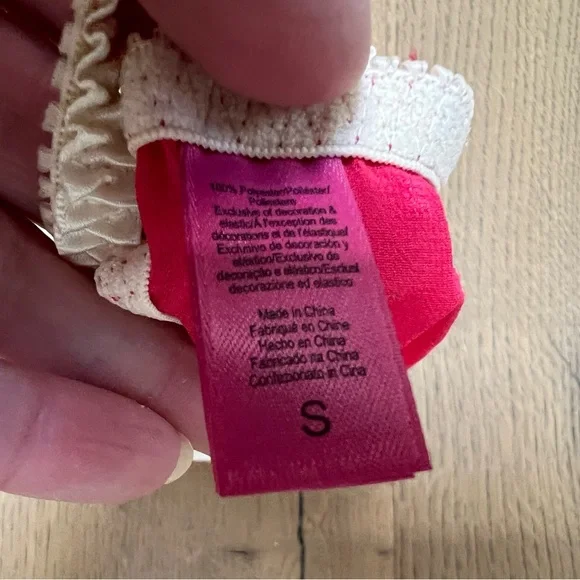 100% Polyester/Poliéster/
Poliestere
Exclusive of decoration &
elastic/A l'exception des
décorations et de l'élastique/
Exclusivo de decoración y
elástico/Exclusivo de
decoração e elástico/Esclusi
decorazione ed elastico
Made in China
Fabriqué en Chine
Hecho en China
Fabricado na China
Confezionato in Cina
S